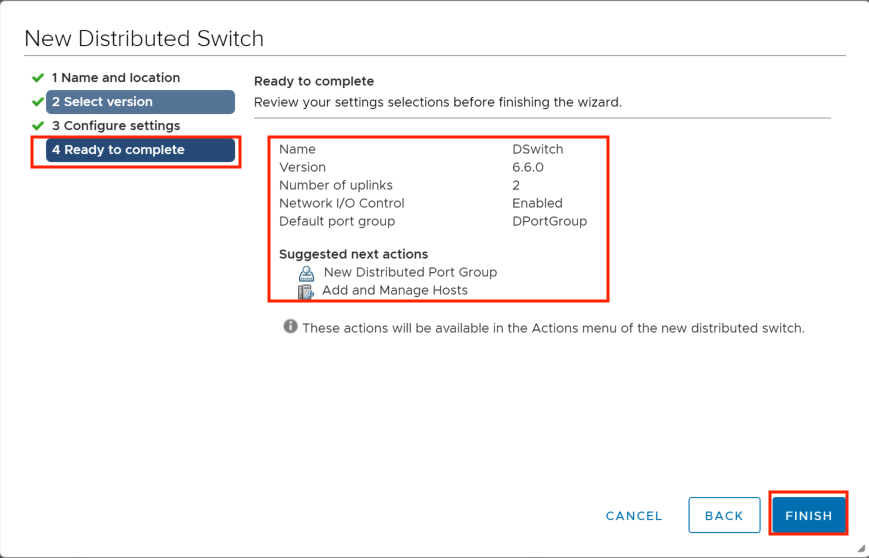 New Distributed Switch
1 Name and location
2 Select version
3 Configure settings
4 Ready to complete
Ready to complete
Review your settings selections before finishing the wizard.
Name DSwitch
Version 6.6.0
Number of uplinks 2
Network I/O Control Enabled
Default port group DPortGroup
Suggested next actions
New Distributed Port Group
Add and Manage Hosts
These actions will be available in the Actions menu of the new distributed switch.
CANCEL BACK FINISH